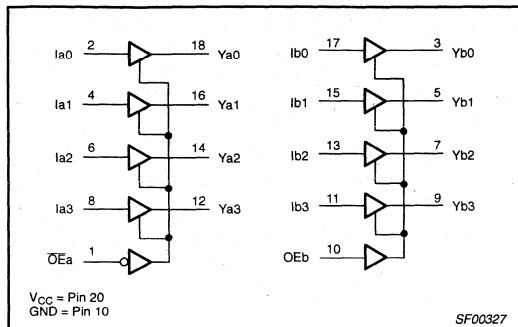 2 18 17 3
Ia0 Ya0 Ib0 Yb0
4 16 15 5
Ia1 Ya1 Ib1 Yb1
6 14 13 7
Ia2 Ya2 Ib2 Yb2
8 12 11 9
Ia3 Ya3 Ib3 Yb3
1 10
OEa OEb
VCC = Pin 20
GND = Pin 10
SF00327